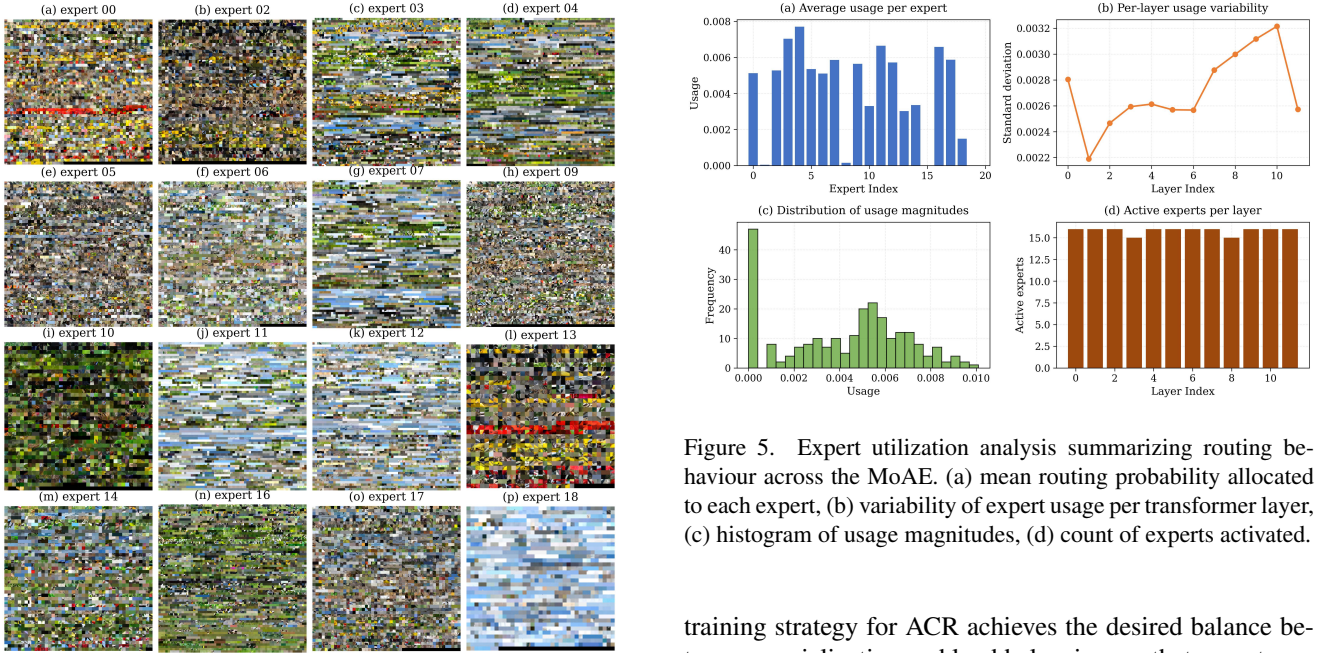 (a) expert 00
(b) expert 02
(c) expert 03
(d) expert 04
(e) expert 05
(f) expert 06
(g) expert 07
(h) expert 09
(i) expert 10
(j) expert 11
(k) expert 12
(l) expert 13
(m) expert 14
(n) expert 16
(o) expert 17
(p) expert 18
(a) Average usage per expert
0.008
0.006
0.004
0.002
0.000
Usage
0 5 10 15 20
Expert Index
(b) Per-layer usage variability
0.0032
0.0030
0.0028
0.0026
0.0024
0.0022
Standard deviation
0 2 4 6 8 10
Layer Index
(c) Distribution of usage magnitudes
40
30
20
10
0
Frequency
0.000 0.002 0.004 0.006 0.008 0.010
Usage
(d) Active experts per layer
15.0
12.5
10.0
7.5
5.0
2.5
0.0
Active experts
0 2 4 6 8 10
Layer Index
Figure 5. Expert utilization analysis summarizing routing be-
haviour across the MoAE. (a) mean routing probability allocated
to each expert, (b) variability of expert usage per transformer layer,
(c) histogram of usage magnitudes, (d) count of experts activated.
training strategy for ACR achieves the desired balance be-